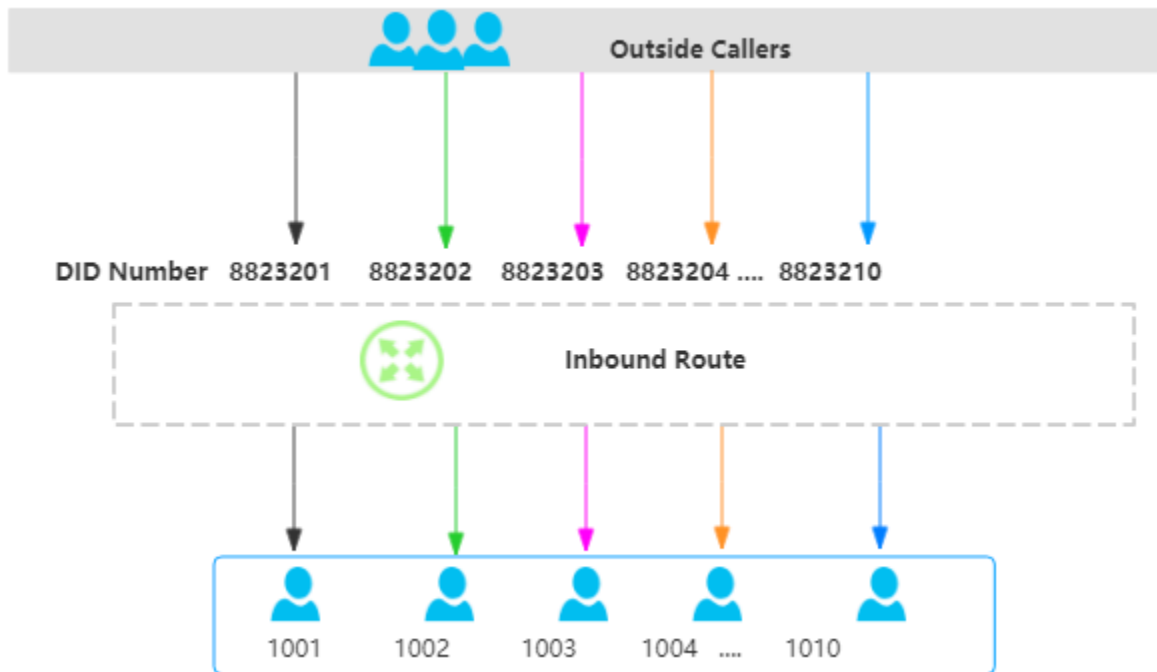 Outside Callers
DID Number 8823201 8823202 8823203 8823204 .... 8823210
Inbound Route
1001 1002 1003 1004 .... 1010